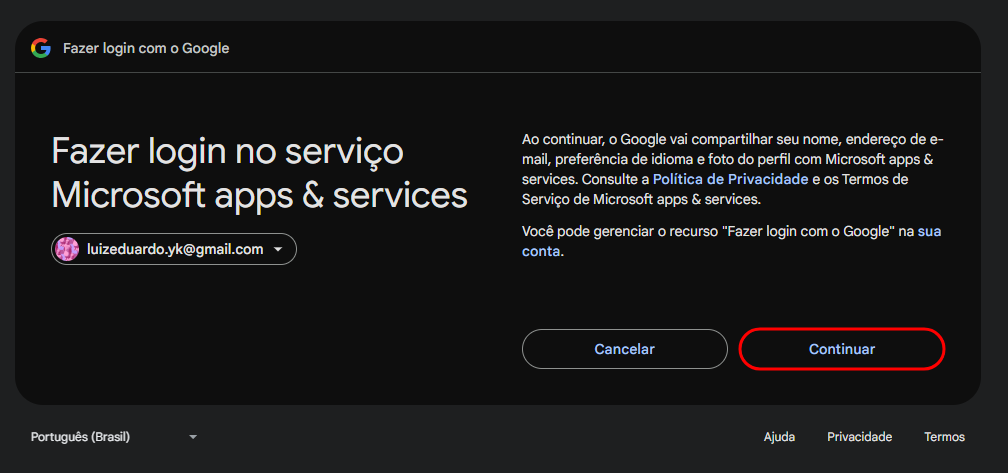 Fazer login com o Google
Fazer login no serviço
Microsoft apps & services
luizeduardo.yk@gmail.com
Ao continuar, o Google vai compartilhar seu nome, endereço de e-
mail, preferência de idioma e foto do perfil com Microsoft apps &
services. Consulte a Política de Privacidade e os Termos de
Serviço de Microsoft apps & services.
Você pode gerenciar o recurso "Fazer login com o Google" na sua
conta.
Cancelar
Continuar
Português (Brasil)
Ajuda
Privacidade
Termos